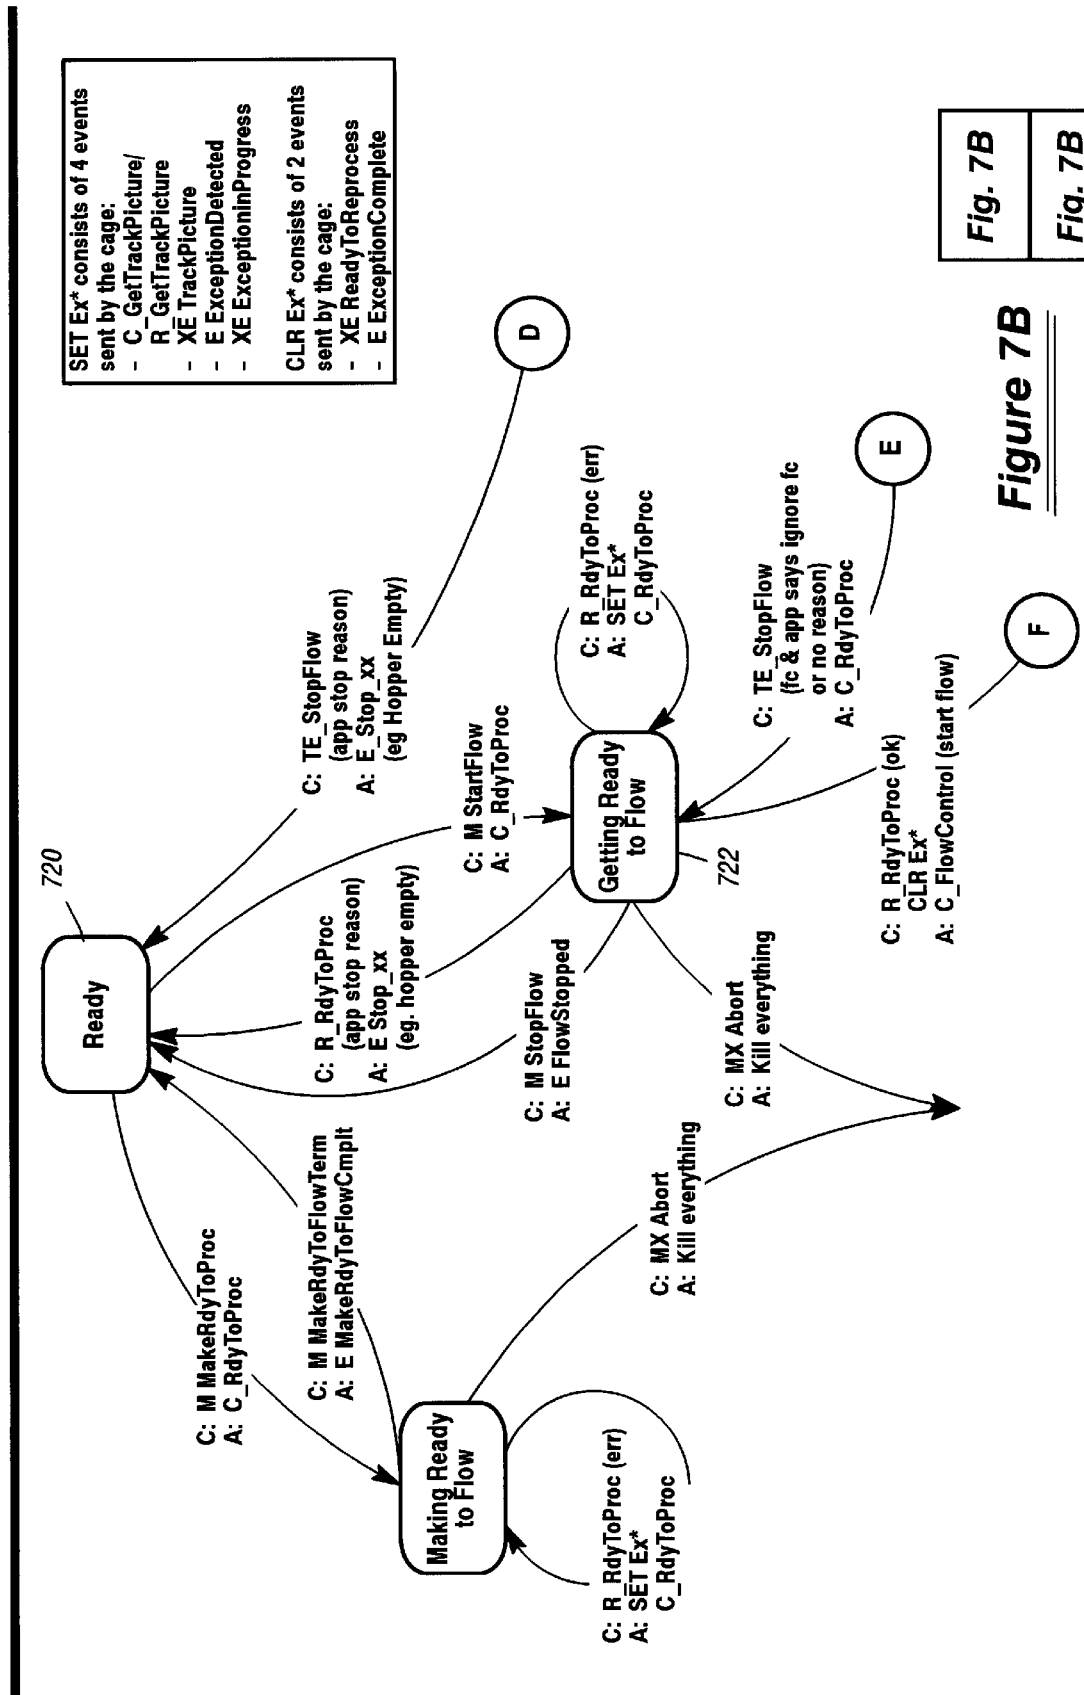 SET Ex* consists of 4 events
sent by the cage:
- C_GetTrackPicture/
R_GetTrackPicture
- XE TrackPicture
- E ExceptionDetected
- XE ExceptionInProgress
CLR Ex* consists of 2 events
sent by the cage:
- XE ReadyToReprocess
- E ExceptionComplete
720
Ready
C: TE_StopFlow
(app stop reason)
A: E_Stop_xx
(eg Hopper Empty)
D
C: M StartFlow
A: C_RdyToProc
C: R_RdyToProc
(app stop reason)
A: E Stop_xx
(eg. hopper empty)
C: M StopFlow
A: E FlowStopped
C: M MakeRdyToProc
A: C_RdyToProc
C: M MakeRdyToFlowTerm
A: E MakeRdyToFlowCmplt
Making Ready
to Flow
C: R_RdyToProc (err)
A: SET Ex*
C_RdyToProc
C: MX Abort
A: Kill everything
Getting Ready
to Flow
722
C: R_RdyToProc (err)
A: SET Ex*
C_RdyToProc
C: MX Abort
A: Kill everything
C: TE_StopFlow
(fc & app says ignore fc
or no reason)
A: C_RdyToProc
E
C: R_RdyToProc (ok)
CLR Ex*
A: C_FlowControl (start flow)
F
Figure 7B
Fig. 7B
Fig. 7B